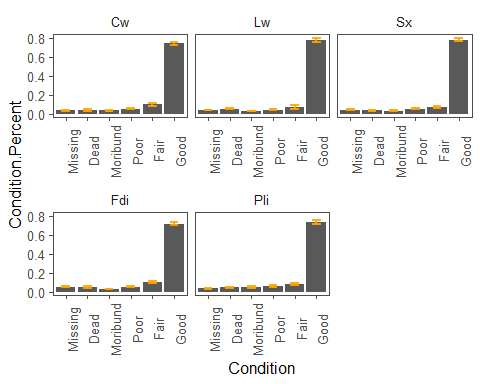 Cw Lw Sx
0.8
0.6
0.4
0.2
0.0
Missing Dead Moribund Poor Fair Good Missing Dead Moribund Poor Fair Good Missing Dead Moribund Poor Fair Good
Condition.Percent
Fdi Pli
0.8
0.6
0.4
0.2
0.0
Missing Dead Moribund Poor Fair Good Missing Dead Moribund Poor Fair Good
Condition